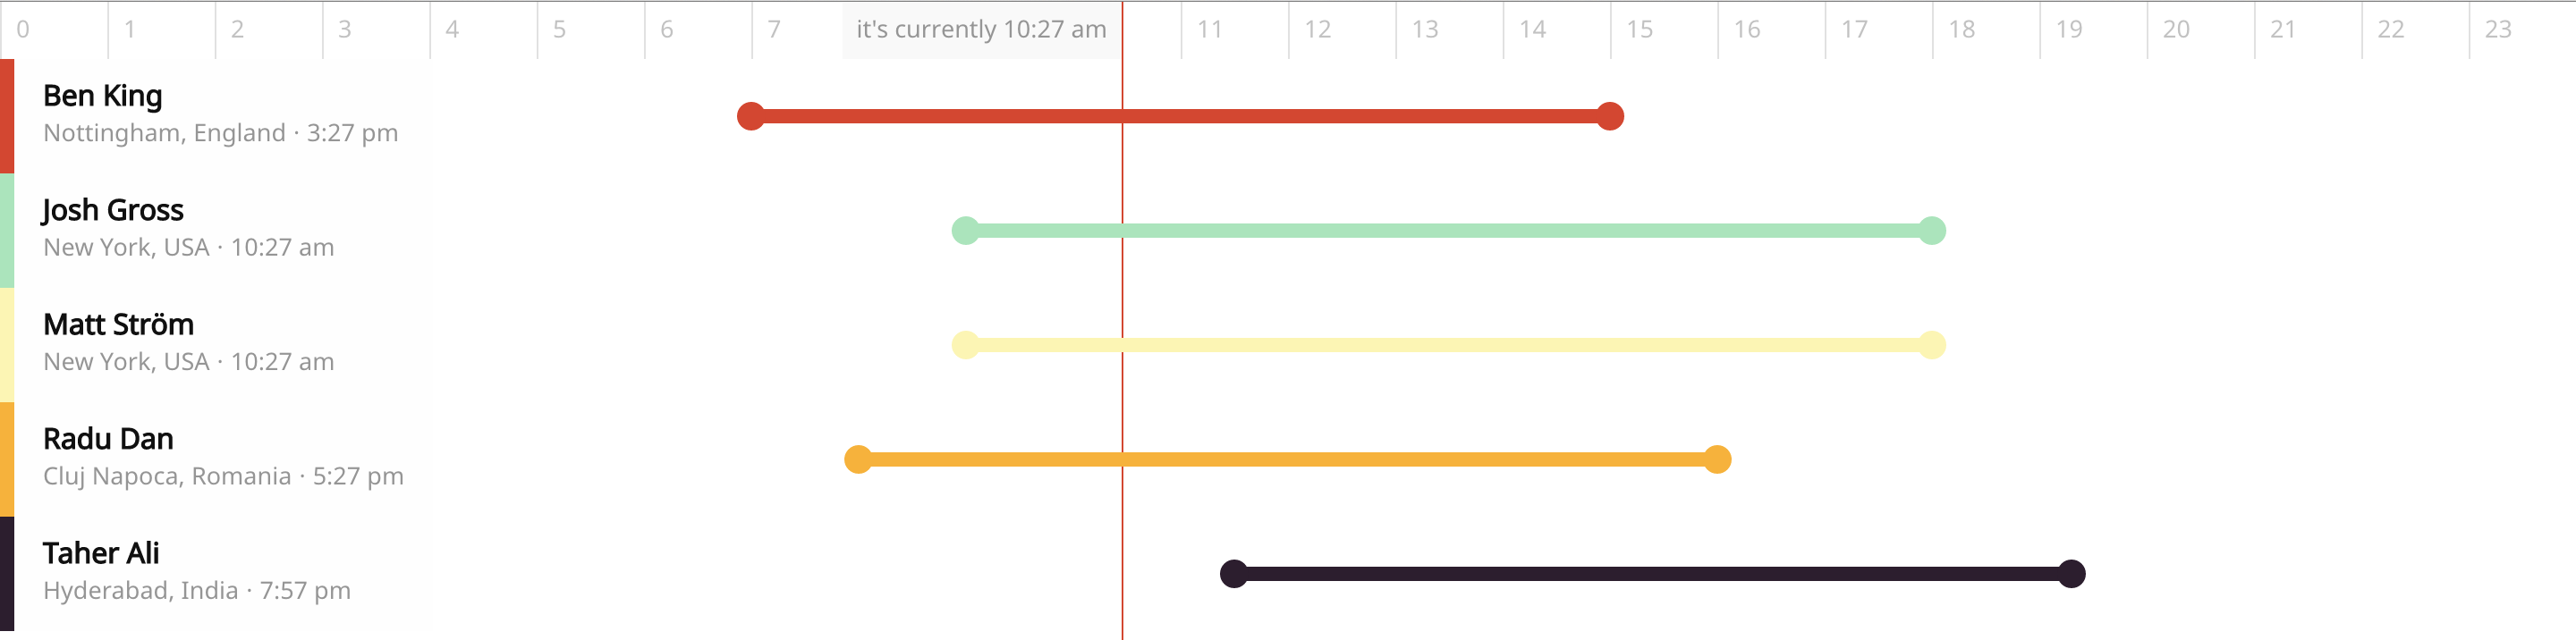 0 1 2 3 4 5 6 7 it's currently 10:27 am 11 12 13 14 15 16 17 18 19 20 21 22 23
Ben King
Nottingham, England · 3:27 pm
Josh Gross
New York, USA · 10:27 am
Matt Ström
New York, USA · 10:27 am
Radu Dan
Cluj Napoca, Romania · 5:27 pm
Taher Ali
Hyderabad, India · 7:57 pm